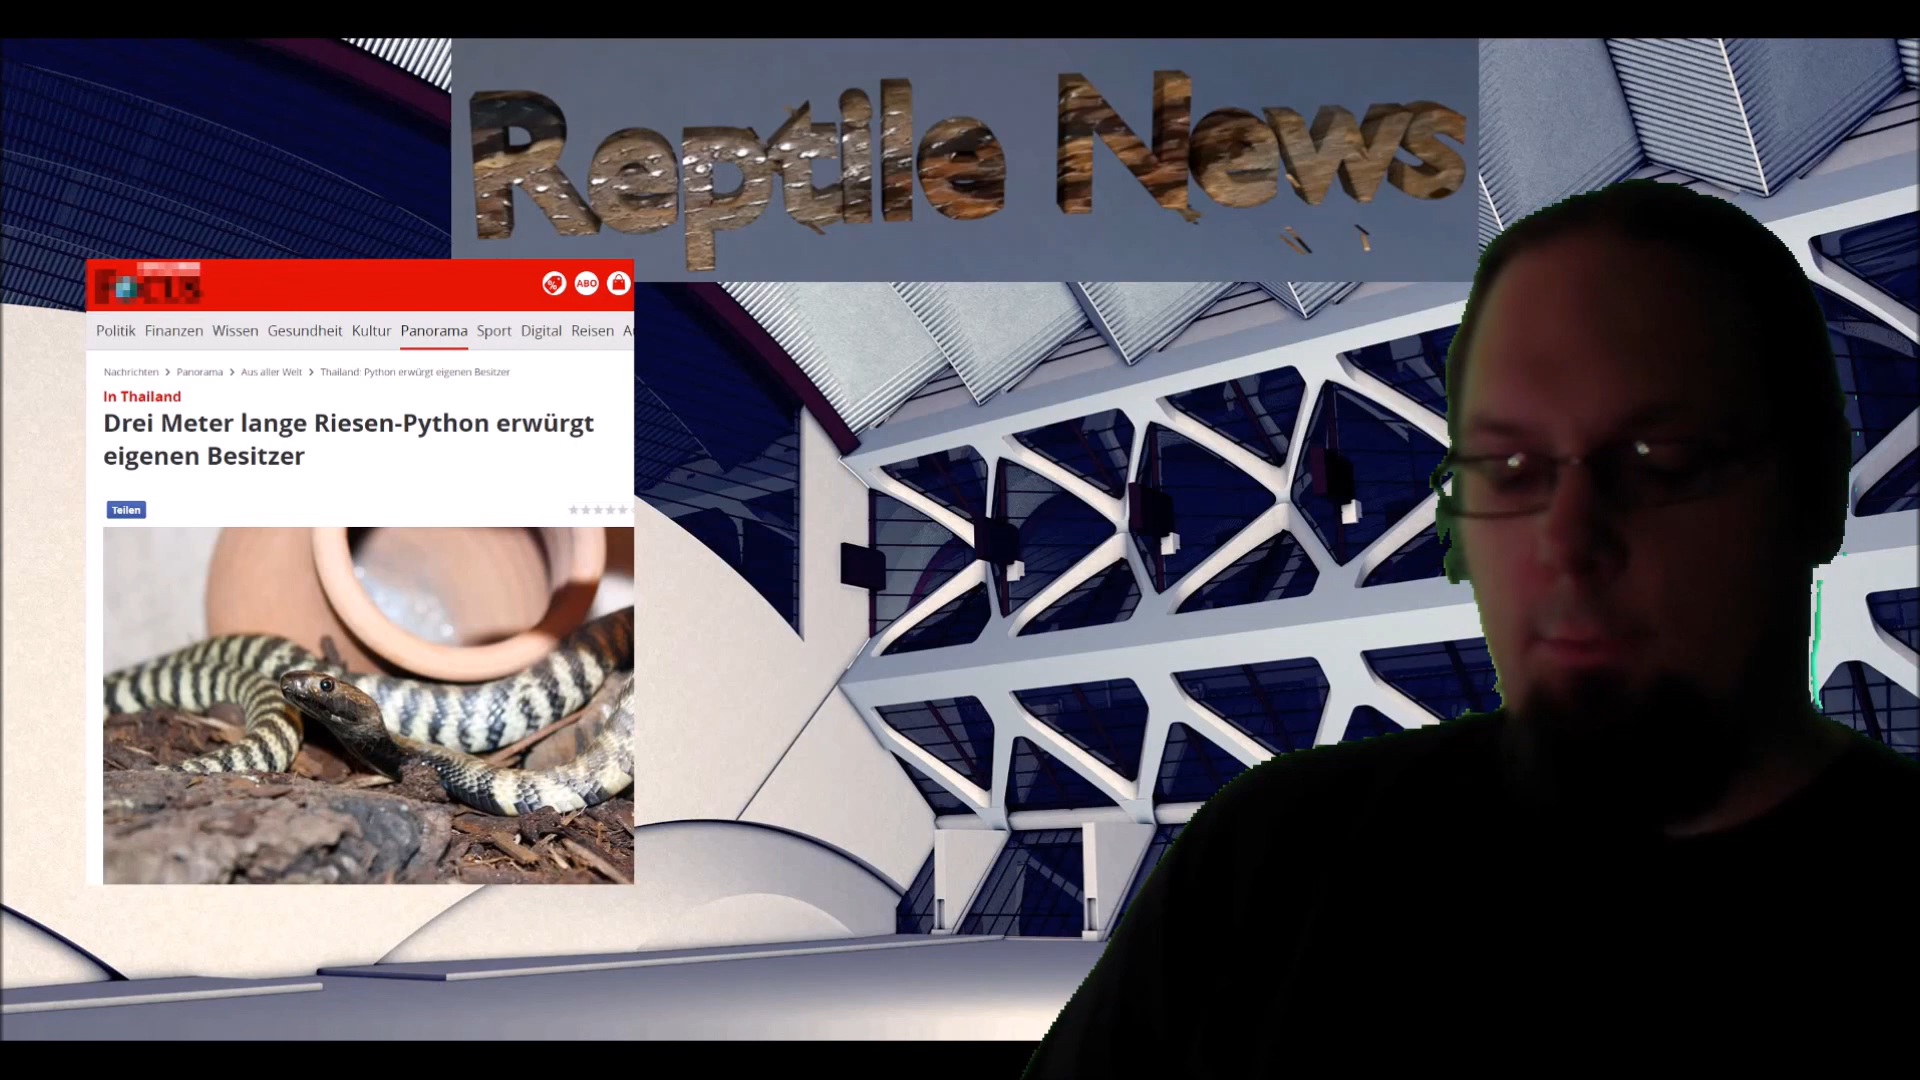 Reptile News
ABO
Politik Finanzen Wissen Gesundheit Kultur Panorama Sport Digital Reisen
Nachrichten > Panorama > Aus aller Welt > Thailand: Python erwürgt eigenen Besitzer
In Thailand
Drei Meter lange Riesen-Python erwürgt
eigenen Besitzer
Teilen